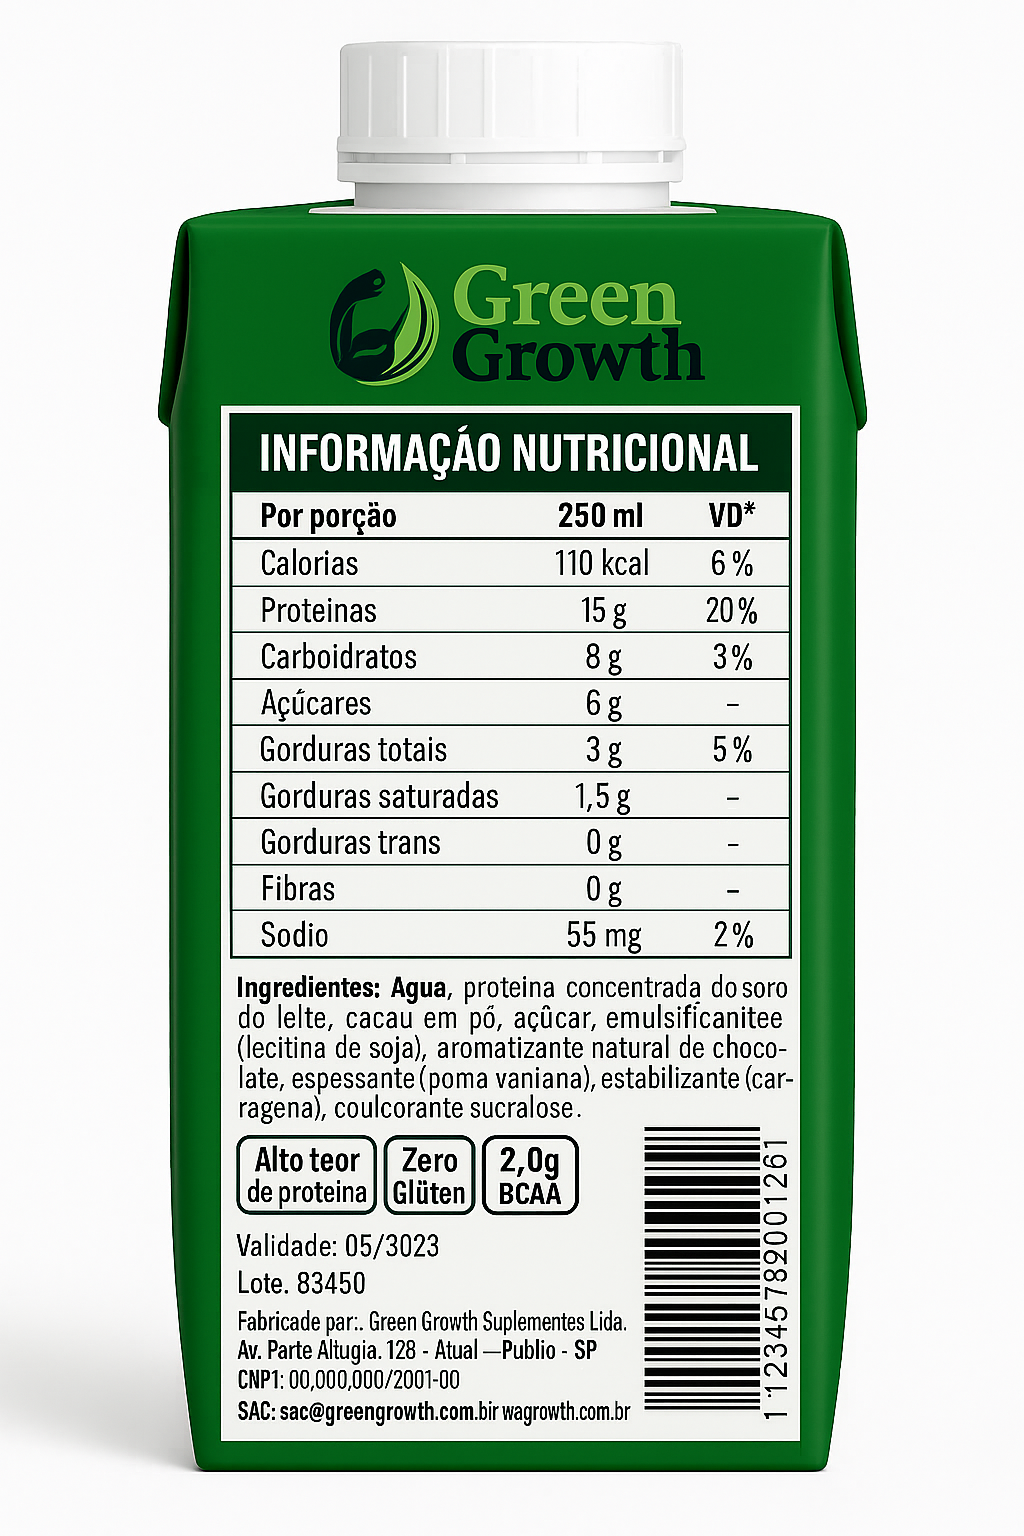 Green
Growth
INFORMAÇÁO NUTRICIONAL
Por porção 250 ml VD*
Calorias 110 kcal 6 %
Proteinas 15 g 20 %
Carboidratos 8 g 3 %
Açúcares 6 g –
Gorduras totais 3 g 5 %
Gorduras saturadas 1,5 g –
Gorduras trans 0 g –
Fibras 0 g –
Sodio 55 mg 2 %
Ingredientes: Agua, proteina concentrada do soro
do lelte, cacau em pó, açûcar, emulsificanitee
(lecitina de soja), aromatizante natural de choco-
late, espessante (poma vaniana), estabilizante (car-
ragena), coulcorante sucralose.
Alto teor
de proteina
Zero
Glüten
2,0g
BCAA
Validade: 05/3023
Lote. 83450
Fabricade par:. Green Growth Suplementes Lida.
Av. Parte Altugia. 128 - Atual —Publio - SP
CNP1: 00,000,000/2001-00
SAC: sac@greengrowth.com.bir wagrowth.com.br
1 123457892001261